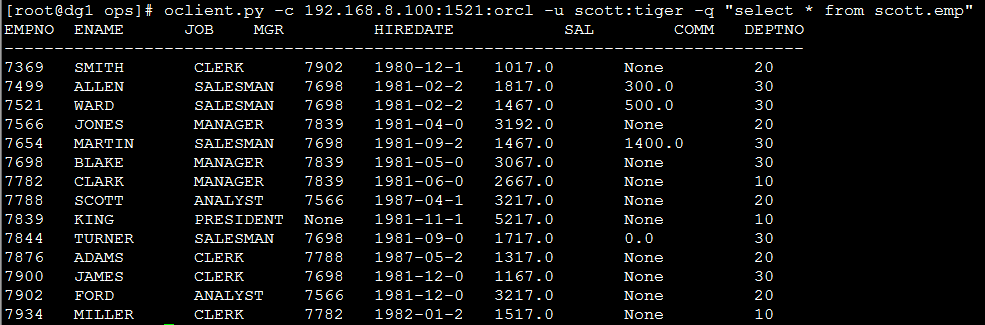 [root@dg1 ops]# oclient.py -c 192.168.8.100:1521:orcl -u scott:tiger -q "select * from scott.emp"
EMPNO ENAME JOB MGR HIREDATE SAL COMM DEPTNO
--------------------------------------------------------------------------------
7369 SMITH CLERK 7902 1980-12-1 1017.0 None 20
7499 ALLEN SALESMAN 7698 1981-02-2 1817.0 300.0 30
7521 WARD SALESMAN 7698 1981-02-2 1467.0 500.0 30
7566 JONES MANAGER 7839 1981-04-0 3192.0 None 20
7654 MARTIN SALESMAN 7698 1981-09-2 1467.0 1400.0 30
7698 BLAKE MANAGER 7839 1981-05-0 3067.0 None 30
7782 CLARK MANAGER 7839 1981-06-0 2667.0 None 10
7788 SCOTT ANALYST 7566 1987-04-1 3217.0 None 20
7839 KING PRESIDENT None 1981-11-1 5217.0 None 10
7844 TURNER SALESMAN 7698 1981-09-0 1717.0 0.0 30
7876 ADAMS CLERK 7788 1987-05-2 1317.0 None 20
7900 JAMES CLERK 7698 1981-12-0 1167.0 None 30
7902 FORD ANALYST 7566 1981-12-0 3217.0 None 20
7934 MILLER CLERK 7782 1982-01-2 1517.0 None 10